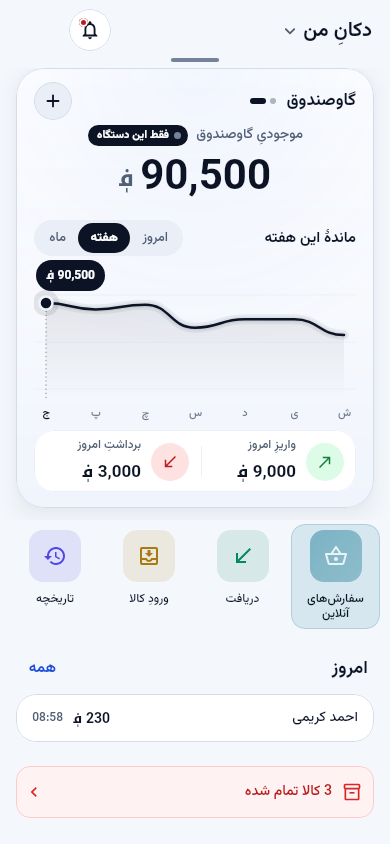 دکانِ من
گاوصندوق
موجودیِ گاوصندوق
فقط این دستگاه
90,500 ؋
ماندهٔ این هفته
امروز هفته ماه
90,500 ؋
ش ی د س چ پ ج
واریزِ امروز
9,000 ؋
برداشتِ امروز
3,000 ؋
سفارش‌های آنلاین
دریافت
ورودِ کالا
تاریخچه
امروز
همه
احمد کریمی
230 ؋
08:58
3 کالا تمام شده